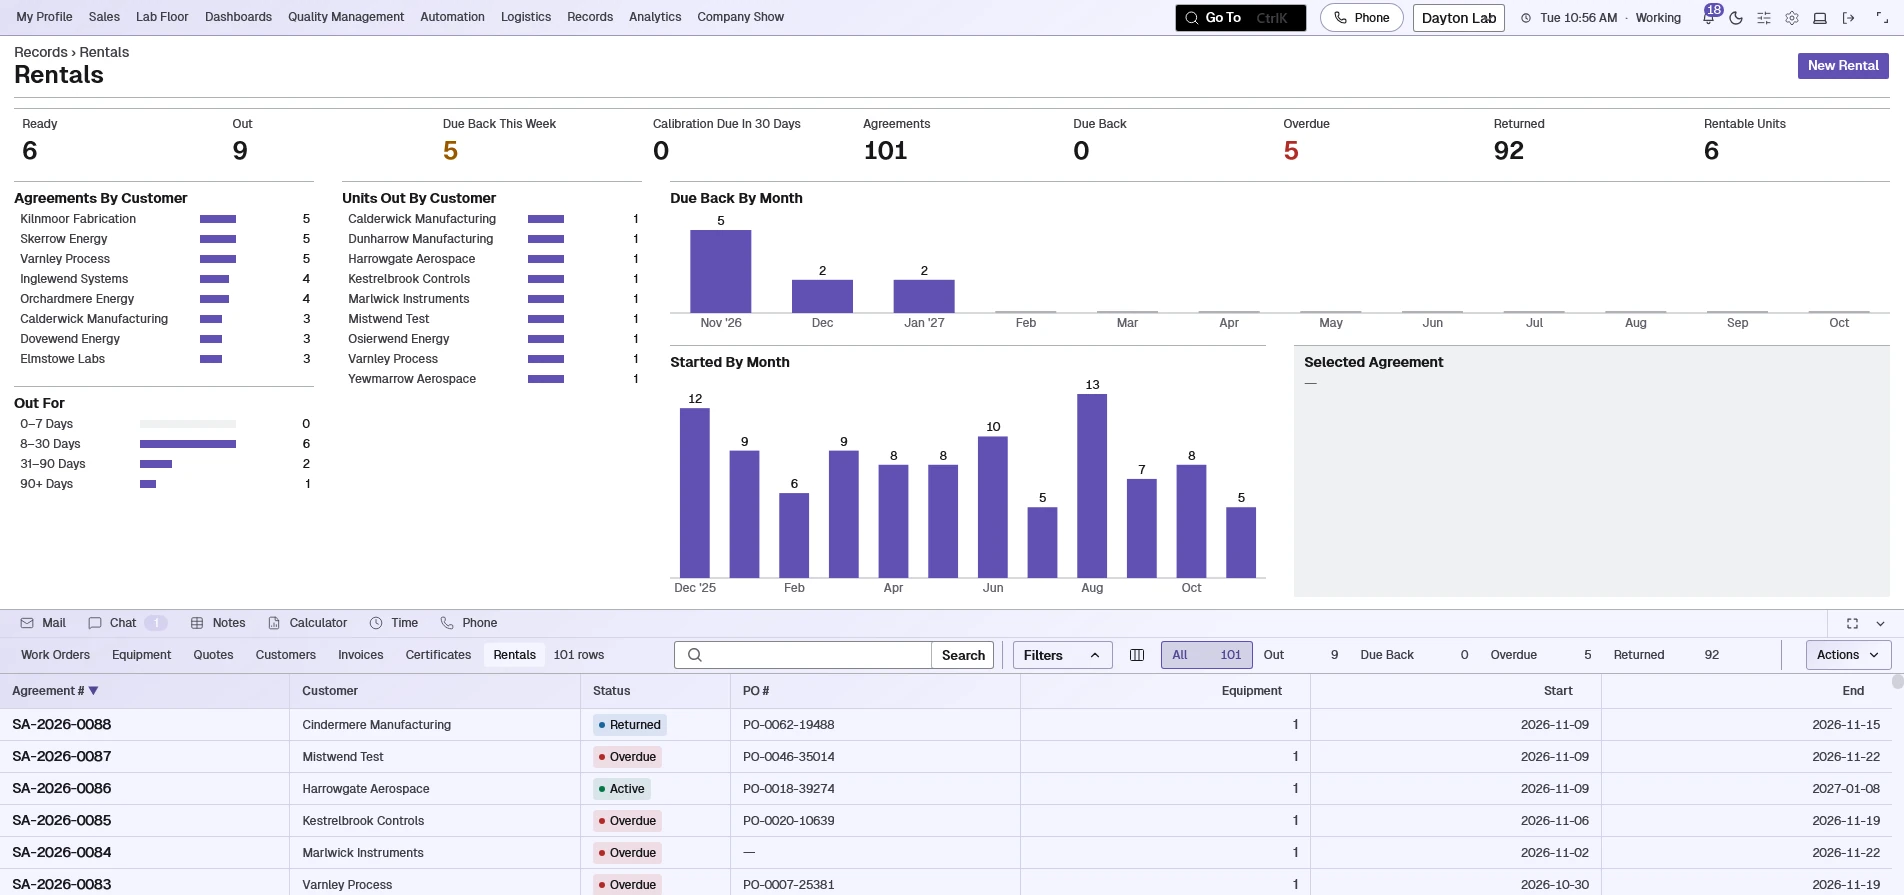 My Profile Sales Lab Floor Dashboards Quality Management Automation Logistics Records Analytics Company Show Go To CtrlK Phone Dayton Lab Tue 10:56 AM · Working 18
Records › Rentals
Rentals
New Rental
Ready Out Due Back This Week Calibration Due In 30 Days Agreements Due Back Overdue Returned Rentable Units
6 9 5 0 101 0 5 92 6
Agreements By Customer
Kilnmoor Fabrication 5
Skerrow Energy 5
Varnley Process 5
Inglewend Systems 4
Orchardmere Energy 4
Calderwick Manufacturing 3
Dovewend Energy 3
Elmstowe Labs 3
Out For
0–7 Days 0
8–30 Days 6
31–90 Days 2
90+ Days 1
Units Out By Customer
Calderwick Manufacturing 1
Dunharrow Manufacturing 1
Harrowgate Aerospace 1
Kestrelbrook Controls 1
Marlwick Instruments 1
Mistwend Test 1
Osierwend Energy 1
Varnley Process 1
Yewmarrow Aerospace 1
Due Back By Month
5 2 2
Nov '26 Dec Jan '27 Feb Mar Apr May Jun Jul Aug Sep Oct
Started By Month
12 9 6 9 8 8 10 5 13 7 8 5
Dec '25 Feb Apr Jun Aug Oct
Selected Agreement
—
Mail Chat 1 Notes Calculator Time Phone
Work Orders Equipment Quotes Customers Invoices Certificates Rentals 101 rows Search Filters All 101 Out 9 Due Back 0 Overdue 5 Returned 92 Actions
Agreement # ▼ Customer Status PO # Equipment Start End
SA-2026-0088 Cindermere Manufacturing Returned PO-0062-19488 1 2026-11-09 2026-11-15
SA-2026-0087 Mistwend Test Overdue PO-0046-35014 1 2026-11-09 2026-11-22
SA-2026-0086 Harrowgate Aerospace Active PO-0018-39274 1 2026-11-09 2027-01-08
SA-2026-0085 Kestrelbrook Controls Overdue PO-0020-10639 1 2026-11-06 2026-11-19
SA-2026-0084 Marlwick Instruments Overdue — 1 2026-11-02 2026-11-22
SA-2026-0083 Varnley Process Overdue PO-0007-25381 1 2026-10-30 2026-11-19